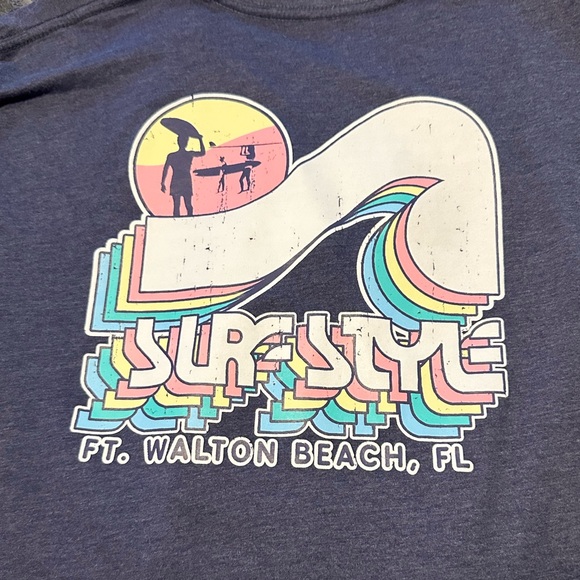 SURF STYLE
FT. WALTON BEACH, FL